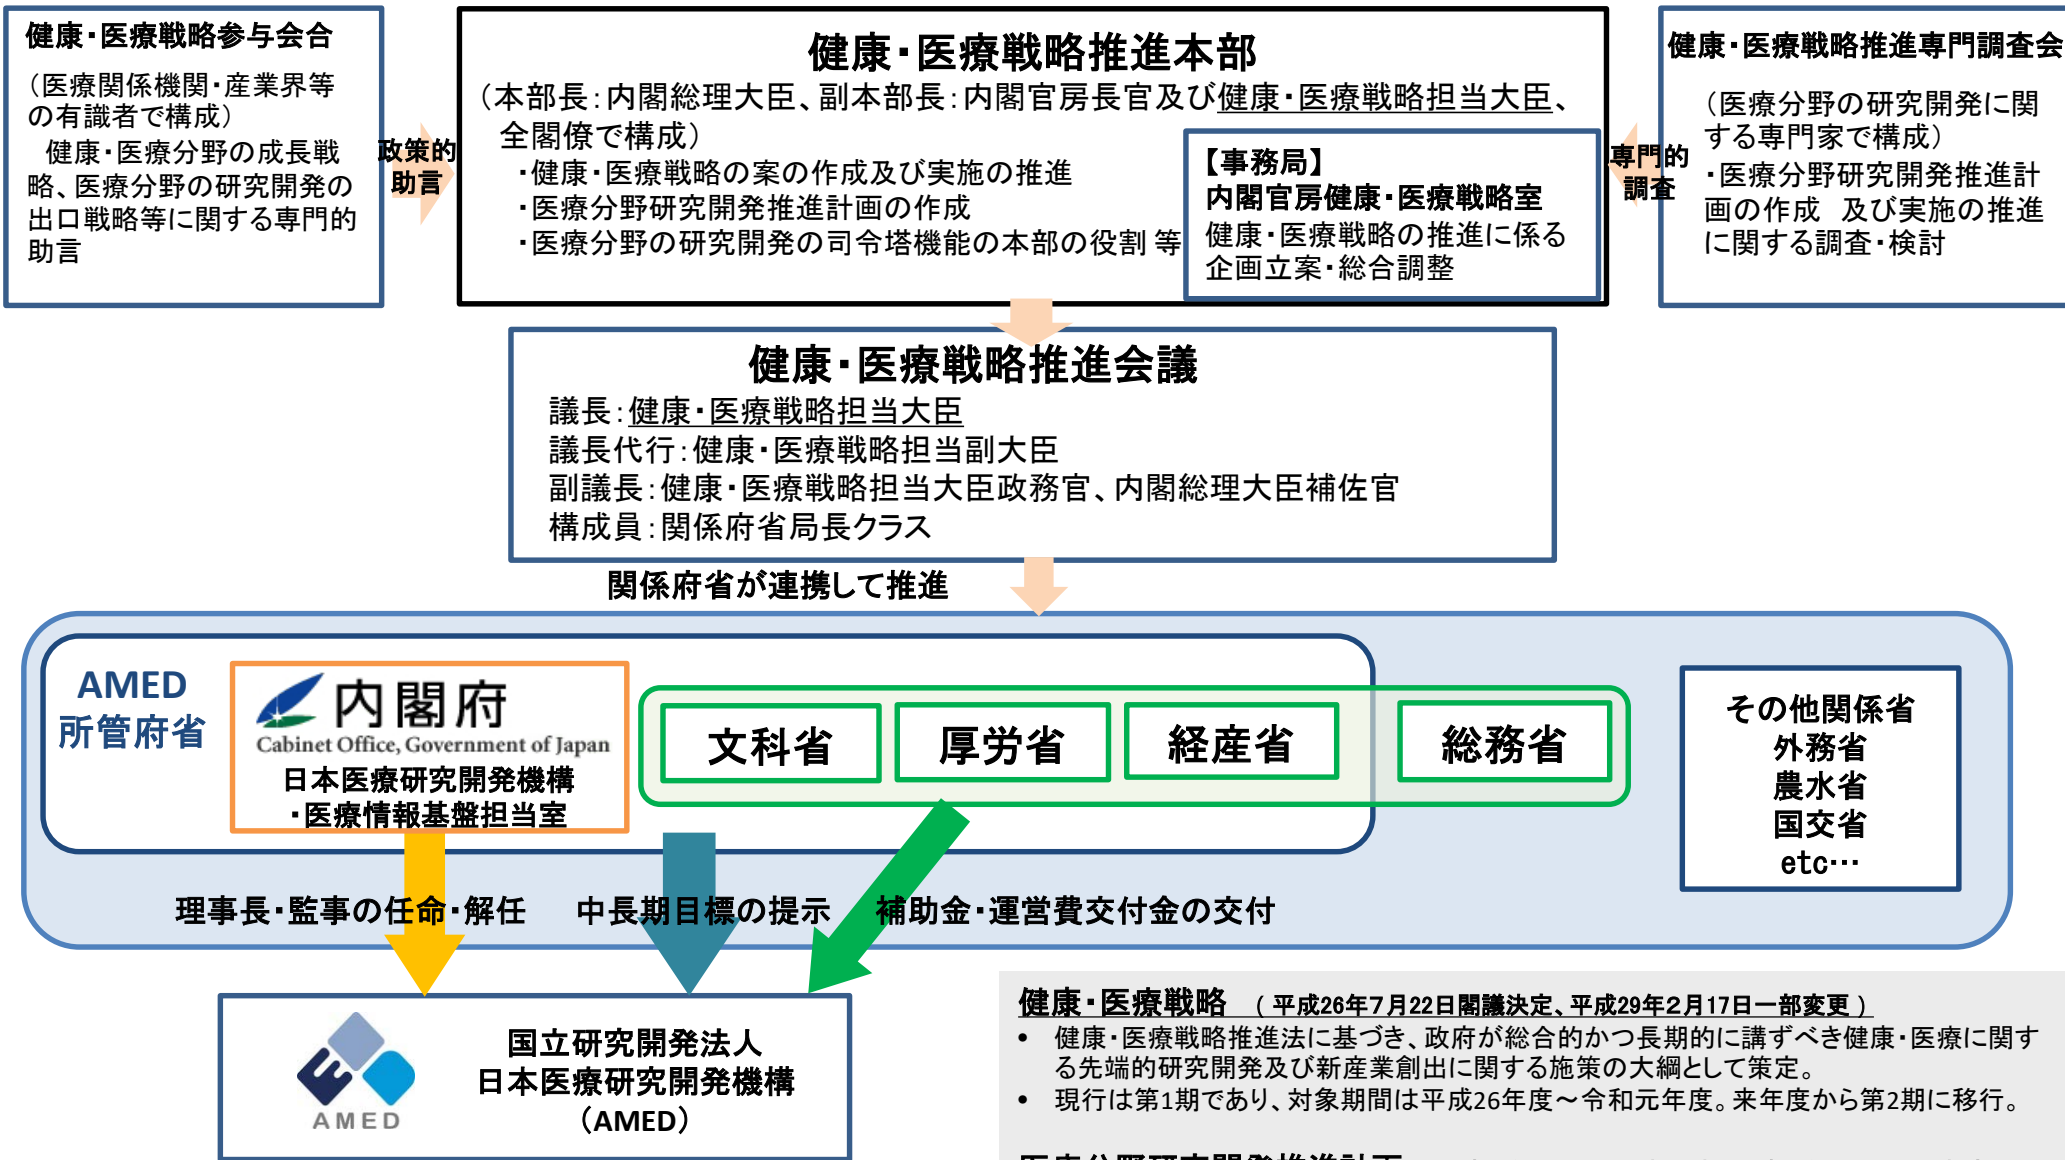 健康・医療戦略参与会合
（医療関係機関・産業界等
の有識者で構成）
健康・医療分野の成長戦
略、医療分野の研究開発の
出口戦略等に関する専門的
助言
政策的
助言
健康・医療戦略推進本部
（本部長：内閣総理大臣、副本部長：内閣官房長官及び健康・医療戦略担当大臣、
全閣僚で構成）
・健康・医療戦略の案の作成及び実施の推進
・医療分野研究開発推進計画の作成
・医療分野の研究開発の司令塔機能の本部の役割 等
【事務局】
内閣官房健康・医療戦略室
健康・医療戦略の推進に係る
企画立案・総合調整
専門的
調査
健康・医療戦略推進専門調査会
（医療分野の研究開発に関
する専門家で構成）
・医療分野研究開発推進計
画の作成　及び実施の推進
に関する調査・検討
健康・医療戦略推進会議
議長：健康・医療戦略担当大臣
議長代行：健康・医療戦略担当副大臣
副議長：健康・医療戦略担当大臣政務官、内閣総理大臣補佐官
構成員：関係府省局長クラス
関係府省が連携して推進
AMED
所管府省
内閣府
Cabinet Office, Government of Japan
日本医療研究開発機構
・医療情報基盤担当室
文科省
厚労省
経産省
総務省
その他関係省
外務省
農水省
国交省
etc…
理事長・監事の任命・解任
中長期目標の提示
補助金・運営費交付金の交付
AMED
国立研究開発法人
日本医療研究開発機構
（AMED）
健康・医療戦略　（ 平成26年７月22日閣議決定、平成29年２月17日一部変更 ）
• 健康・医療戦略推進法に基づき、政府が総合的かつ長期的に講ずべき健康・医療に関す
る先端的研究開発及び新産業創出に関する施策の大綱として策定。
• 現行は第1期であり、対象期間は平成26年度～令和元年度。来年度から第2期に移行。
医療分野研究開発推進計画